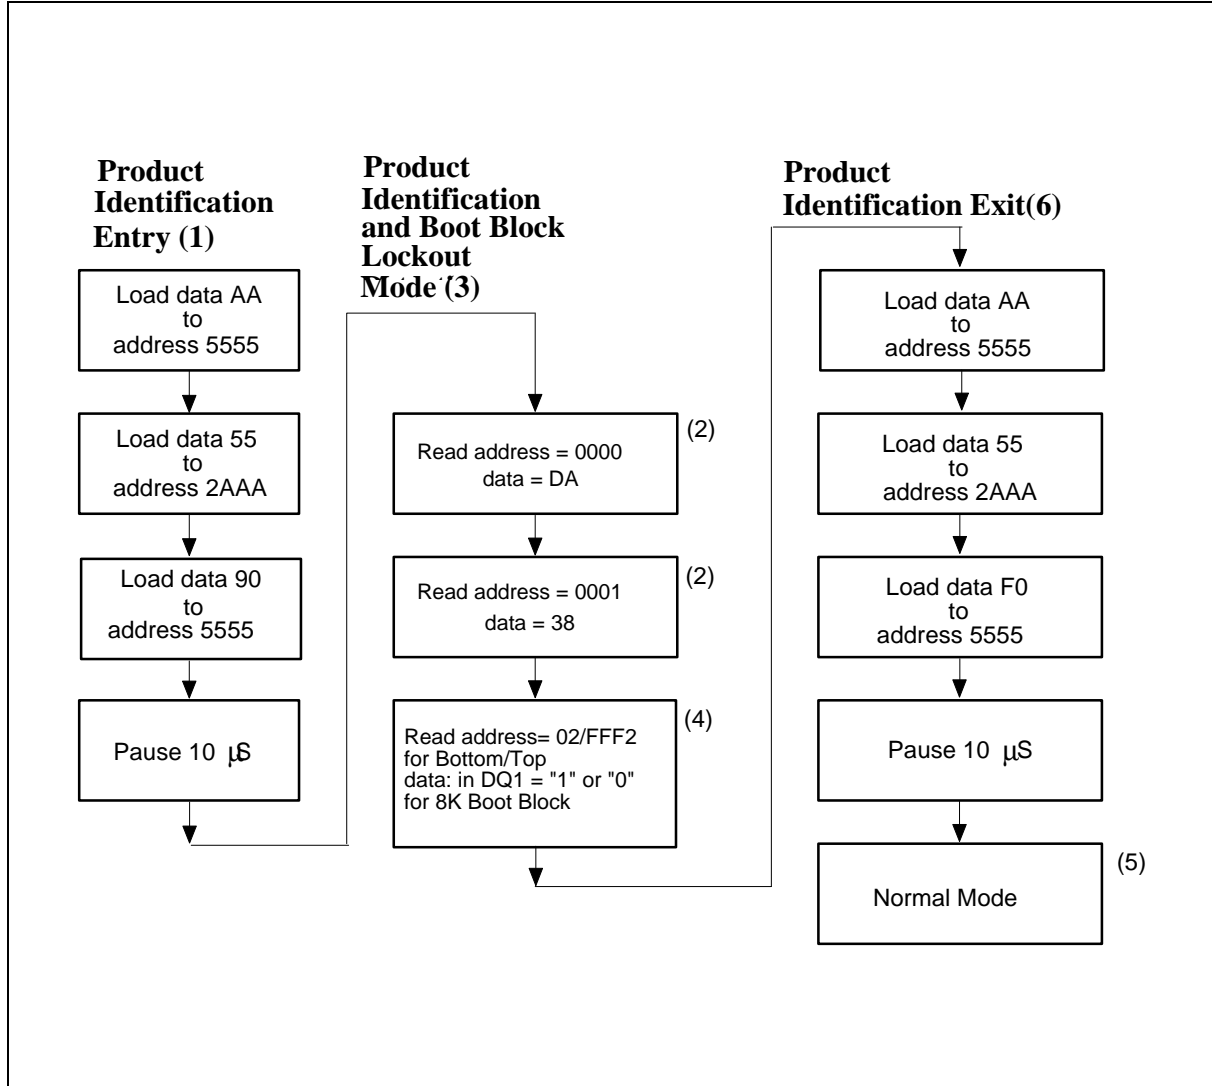 Product
Identification
Entry (1)
Load data AA
to
address 5555
Load data 55
to
address 2AAA
Load data 90
to
address 5555
Pause 10 μS
Product
Identification
and Boot Block
Lockout
Mode (3)
Read address = 0000
data = DA
(2)
Read address = 0001
data = 38
(2)
Read address= 02/FFF2
for Bottom/Top
data: in DQ1 = "1" or "0"
for 8K Boot Block
(4)
Product
Identification Exit(6)
Load data AA
to
address 5555
Load data 55
to
address 2AAA
Load data F0
to
address 5555
Pause 10 μS
Normal Mode
(5)